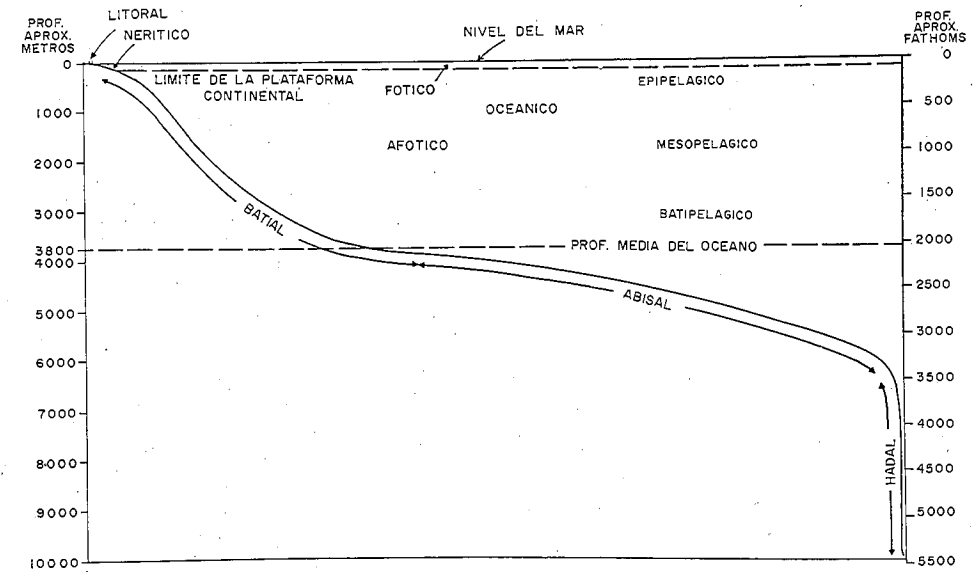 PROF.
APROX.
METROS
LITORAL
NERITICO
NIVEL DEL MAR
PROF.
APROX.
FATHOMS
0
LIMITE DE LA PLATAFORMA
CONTINENTAL
FOTICO
EPIPELAGICO
OCEANICO
AFOTICO
MESOPELAGICO
BATIPELAGICO
BATIAL
PROF. MEDIA DEL OCEANO
ABISAL
HADAL
1000
2000
3000
3800
4000
5000
6000
7000
8000
9000
10000
0
500
1000
1500
2000
2500
3000
3500
4000
4500
5000
5500